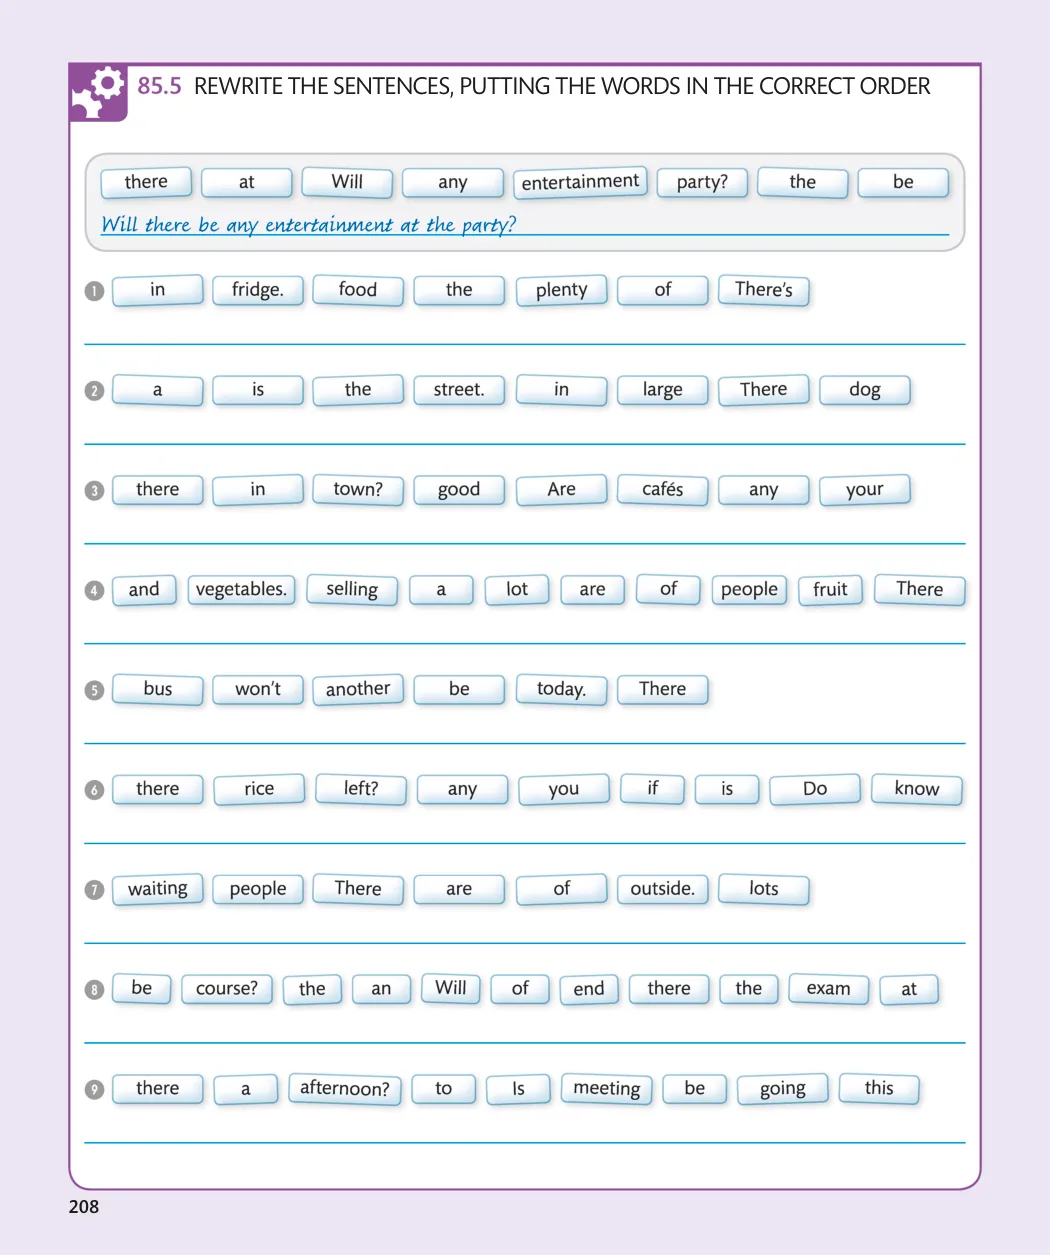 85.5 REWRITE THE SENTENCES, PUTTING THE WORDS IN THE CORRECT ORDER
there at Will any entertainment party? the be
Will there be any entertainment at the party?
1 in fridge. food the plenty of There's
2 a is the street. in large There dog
3 there in town? good Are cafés any your
4 and vegetables. selling a lot are of people fruit There
5 bus won't another be today. There
6 there rice left? any you if is Do know
7 waiting people There are of outside. lots
8 be course? the an Will of end there the exam at
9 there a afternoon? to Is meeting be going this
208